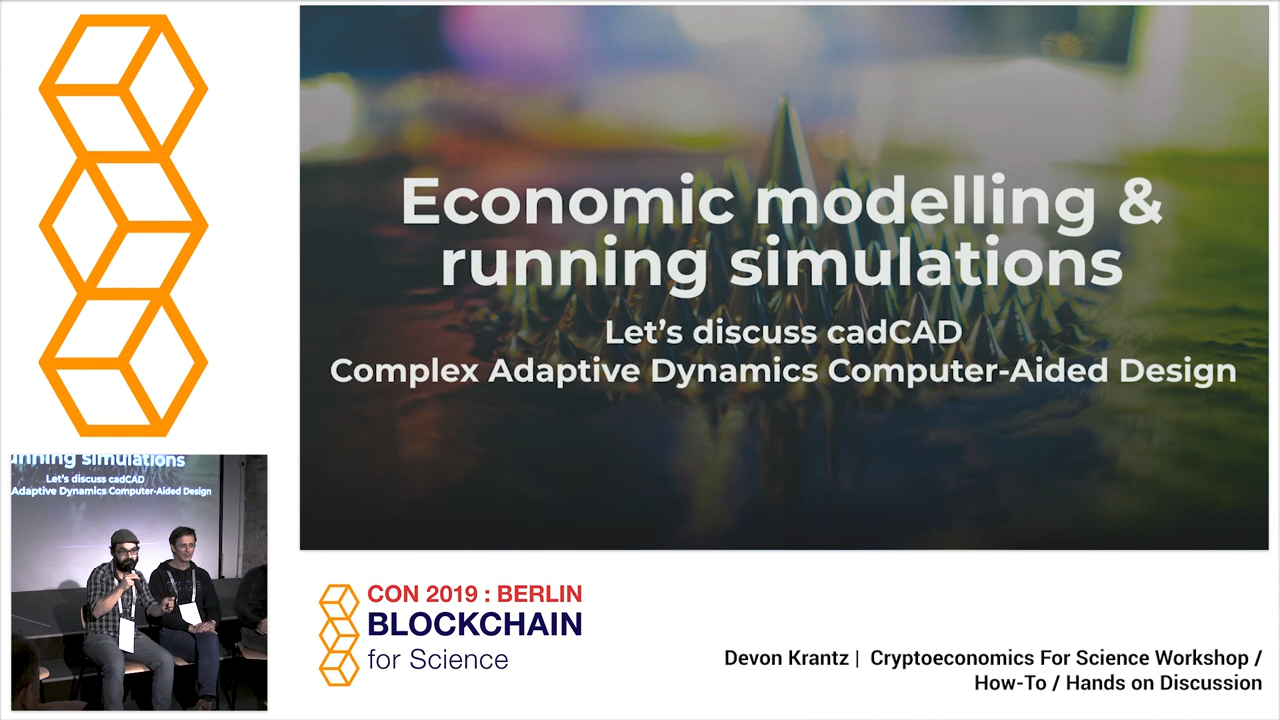 Economic modelling &
running simulations
Let’s discuss cadCAD
Complex Adaptive Dynamics Computer-Aided Design
unning simulations
Let's discuss cadCAD
Adaptive Dynamics Computer-Aided Design
CON 2019 : BERLIN
BLOCKCHAIN
for Science
Devon Krantz | Cryptoeconomics For Science Workshop /
How-To / Hands on Discussion